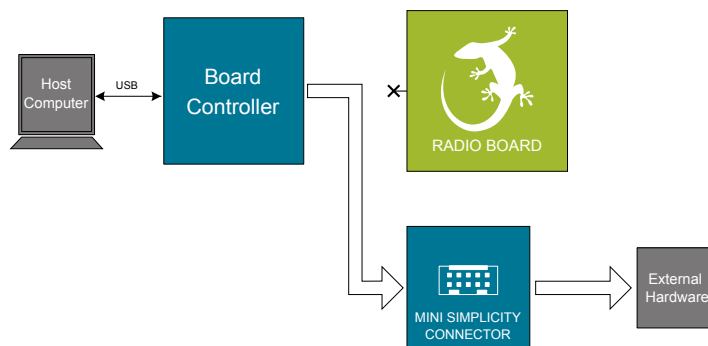 Host
Computer
USB
Board
Controller
RADIO BOARD
MINI SIMPLICITY
CONNECTOR
External
Hardware